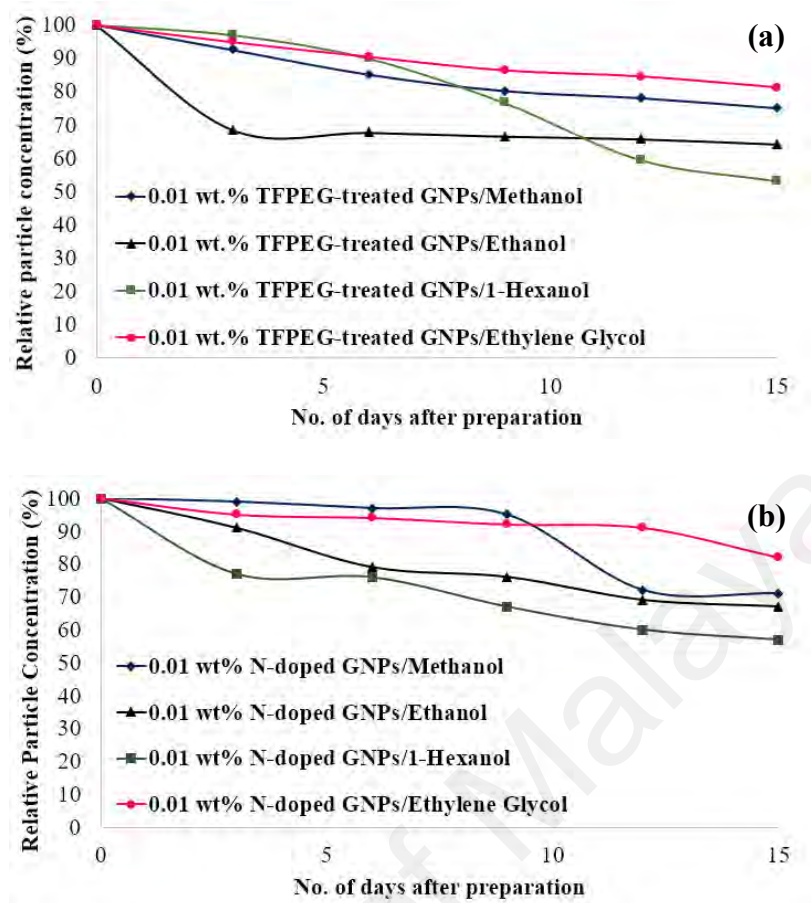 (a)
Relative particle concentration (%)
100
90
80
70
60
50
40
30
20
10
0
0.01 wt.% TFPEG-treated GNPs/Methanol
0.01 wt.% TFPEG-treated GNPs/Ethanol
0.01 wt.% TFPEG-treated GNPs/1-Hexanol
0.01 wt.% TFPEG-treated GNPs/Ethylene Glycol
0 5 10 15
No. of days after preparation
(b)
Relative Particle Concentration (%)
100
90
80
70
60
50
40
30
20
10
0
0.01 wt% N-doped GNPs/Methanol
0.01 wt% N-doped GNPs/Ethanol
0.01 wt% N-doped GNPs/1-Hexanol
0.01 wt% N-doped GNPs/Ethylene Glycol
0 5 10 15
No. of days after preparation
of Malaya